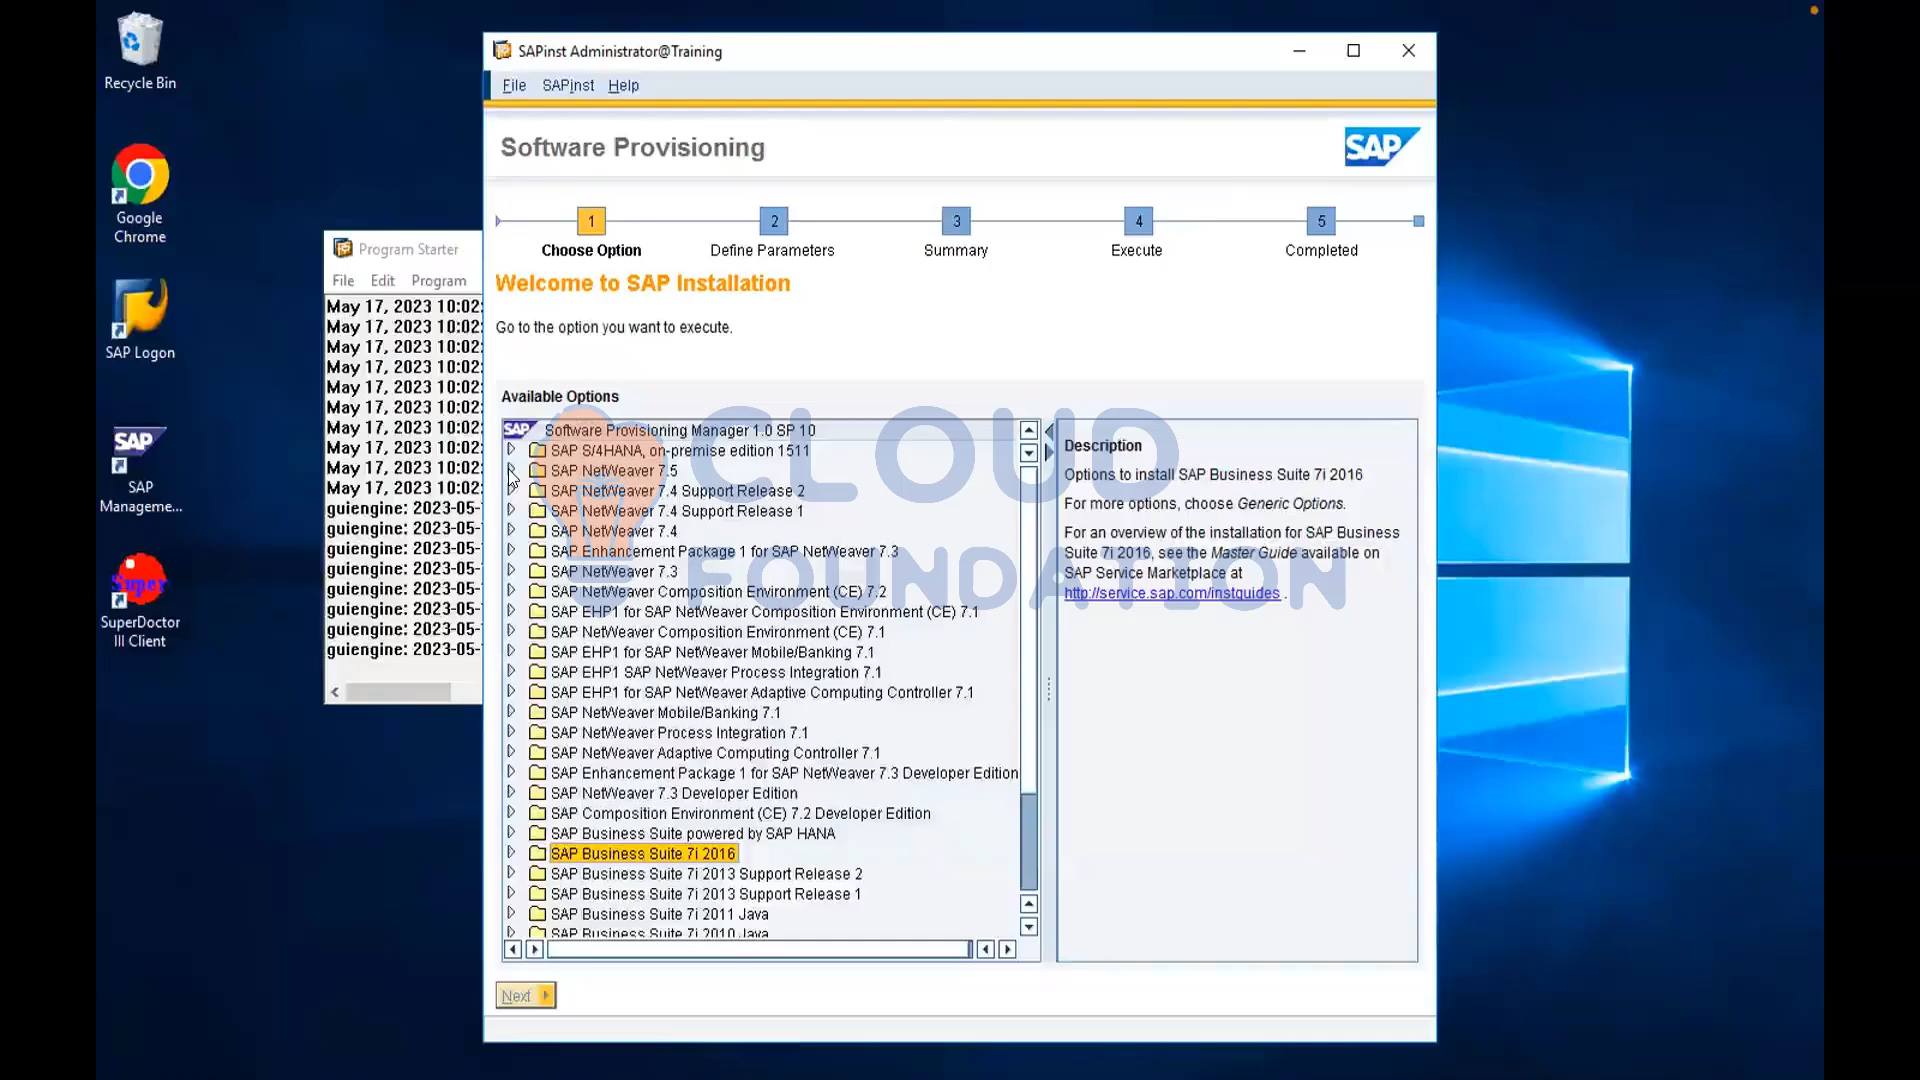 Recycle Bin
Google
Chrome
SAP Logon
SAP
SAP
Manageme...
Super
SuperDoctor
III Client
Program Starter
File Edit Program
May 17, 2023 10:02:
May 17, 2023 10:02:
May 17, 2023 10:02:
May 17, 2023 10:02:
May 17, 2023 10:02:
May 17, 2023 10:02:
May 17, 2023 10:02:
May 17, 2023 10:02:
May 17, 2023 10:02:
May 17, 2023 10:02:
guiengine: 2023-05-
guiengine: 2023-05-
guiengine: 2023-05-
guiengine: 2023-05-
guiengine: 2023-05-
guiengine: 2023-05-
guiengine: 2023-05-
guiengine: 2023-05-
SAPinst Administrator@Training
File SAPinst Help
Software Provisioning
SAP
1 2 3 4 5
Choose Option Define Parameters Summary Execute Completed
Welcome to SAP Installation
Go to the option you want to execute.
Available Options
SAP Software Provisioning Manager 1.0 SP 10
SAP S/4HANA, on-premise edition 1511
SAP NetWeaver 7.5
SAP NetWeaver 7.4 Support Release 2
SAP NetWeaver 7.4 Support Release 1
SAP NetWeaver 7.4
SAP Enhancement Package 1 for SAP NetWeaver 7.3
SAP NetWeaver 7.3
SAP NetWeaver Composition Environment (CE) 7.2
SAP EHP1 for SAP NetWeaver Composition Environment (CE) 7.1
SAP NetWeaver Composition Environment (CE) 7.1
SAP EHP1 for SAP NetWeaver Mobile/Banking 7.1
SAP EHP1 SAP NetWeaver Process Integration 7.1
SAP EHP1 for SAP NetWeaver Adaptive Computing Controller 7.1
SAP NetWeaver Mobile/Banking 7.1
SAP NetWeaver Process Integration 7.1
SAP NetWeaver Adaptive Computing Controller 7.1
SAP Enhancement Package 1 for SAP NetWeaver 7.3 Developer Edition
SAP NetWeaver 7.3 Developer Edition
SAP Composition Environment (CE) 7.2 Developer Edition
SAP Business Suite powered by SAP HANA
SAP Business Suite 7i 2016
SAP Business Suite 7i 2013 Support Release 2
SAP Business Suite 7i 2013 Support Release 1
SAP Business Suite 7i 2011 Java
SAP Business Suite 7i 2010 Java
Description
Options to install SAP Business Suite 7i 2016
For more options, choose Generic Options.
For an overview of the installation for SAP Business
Suite 7i 2016, see the Master Guide available on
SAP Service Marketplace at
http://service.sap.com/instguides .
CLOUD
FOUNDATION
Next